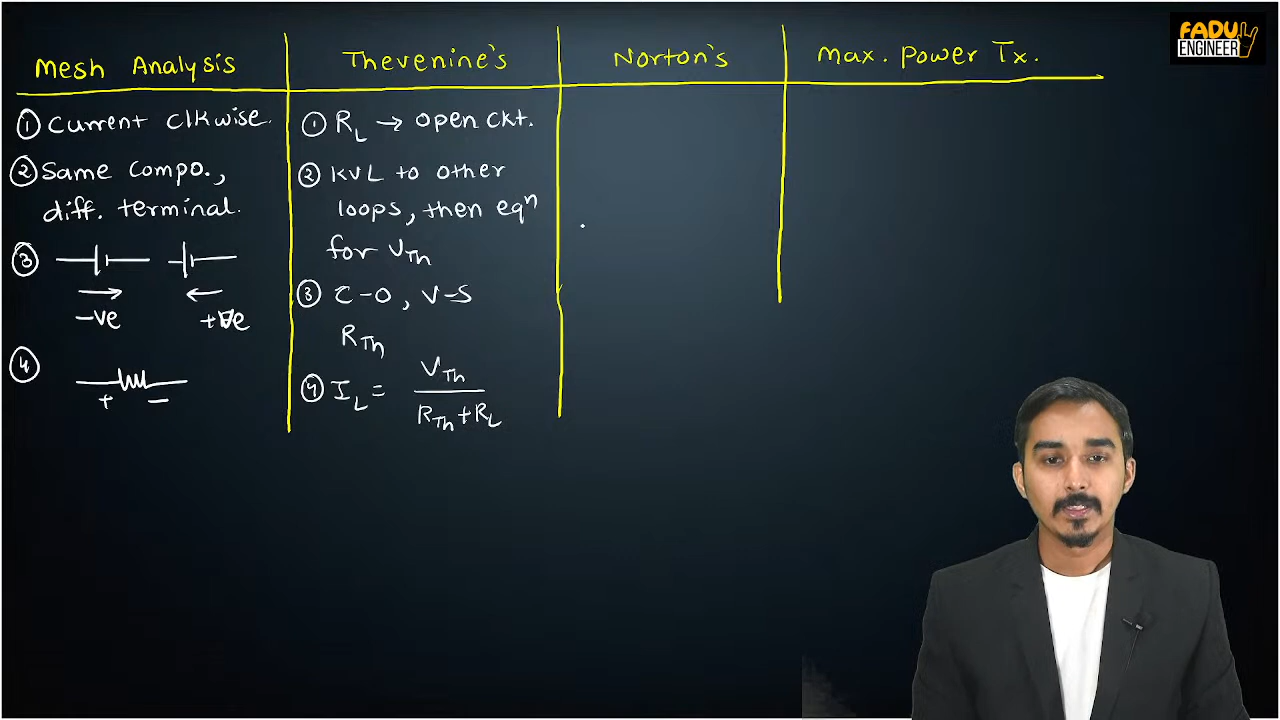 FADU
ENGINEER
Mesh Analysis
Thevenine's
Norton's
max. power Tx.
① Current clkwise.
② Same compo.,
diff. terminal.
③
-ve +ve
④
+ -
① RL → open ckt.
② KVL to other
loops, then eqⁿ
for VTh
③ C-O, V-S
RTh
④ IL = VTh
RTh+RL